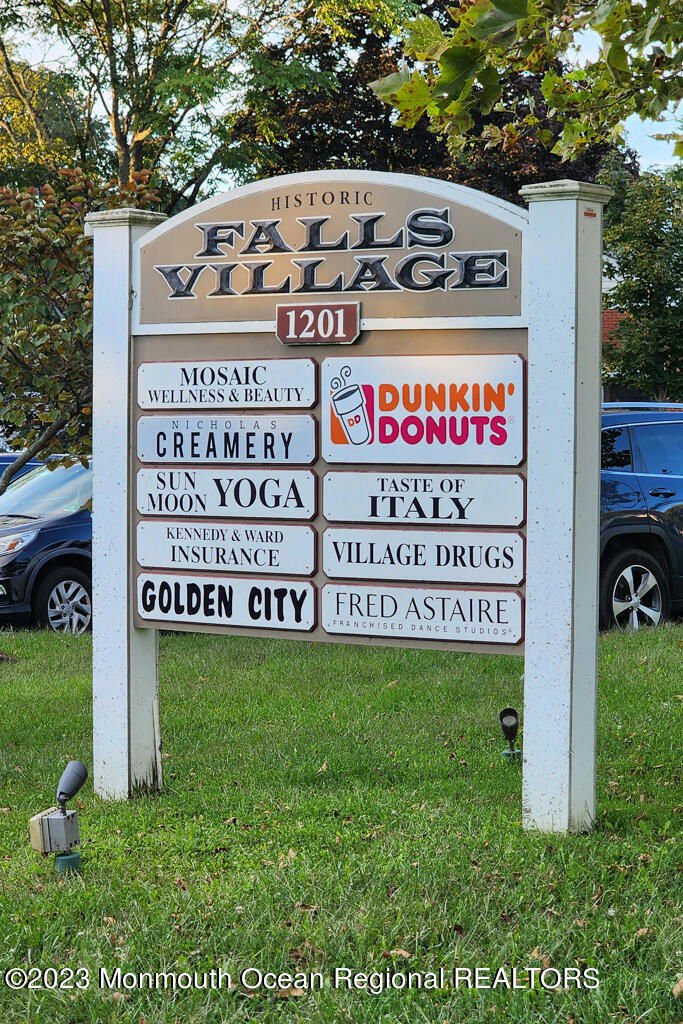 HISTORIC
FALLS
VILLAGE
1201
MOSAIC
WELLNESS & BEAUTY
NICHOLAS
CREAMERY
SUN
MOON YOGA
KENNEDY & WARD
INSURANCE
GOLDEN CITY
DD
DUNKIN'
DONUTS®
TASTE OF
ITALY
VILLAGE DRUGS
FRED ASTAIRE
FRANCHISED DANCE STUDIOS®
©2023 Monmouth Ocean Regional REALTORS